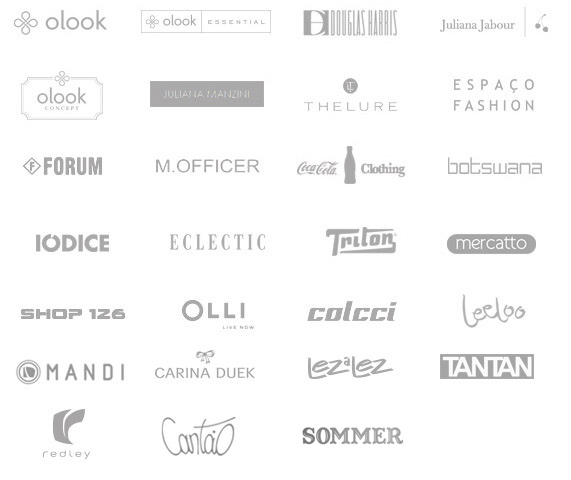 olook
olook ESSENTIAL
DOUGLAS HARRIS
Juliana Jabour
olook
CONCEPT
JULIANA MANZINI
THELURE
ESPAÇO
FASHION
FORUM
M.OFFICER
Coca-Cola Clothing
botswana
IÓDICE
ECLECTIC
Triton
mercatto
SHOP 126
OLLI
LIVE NOW
colcci
Leeloo
MANDI
CARINA DUEK
LEZ a LEZ
TANTAN
redley
Cantão
SOMMER